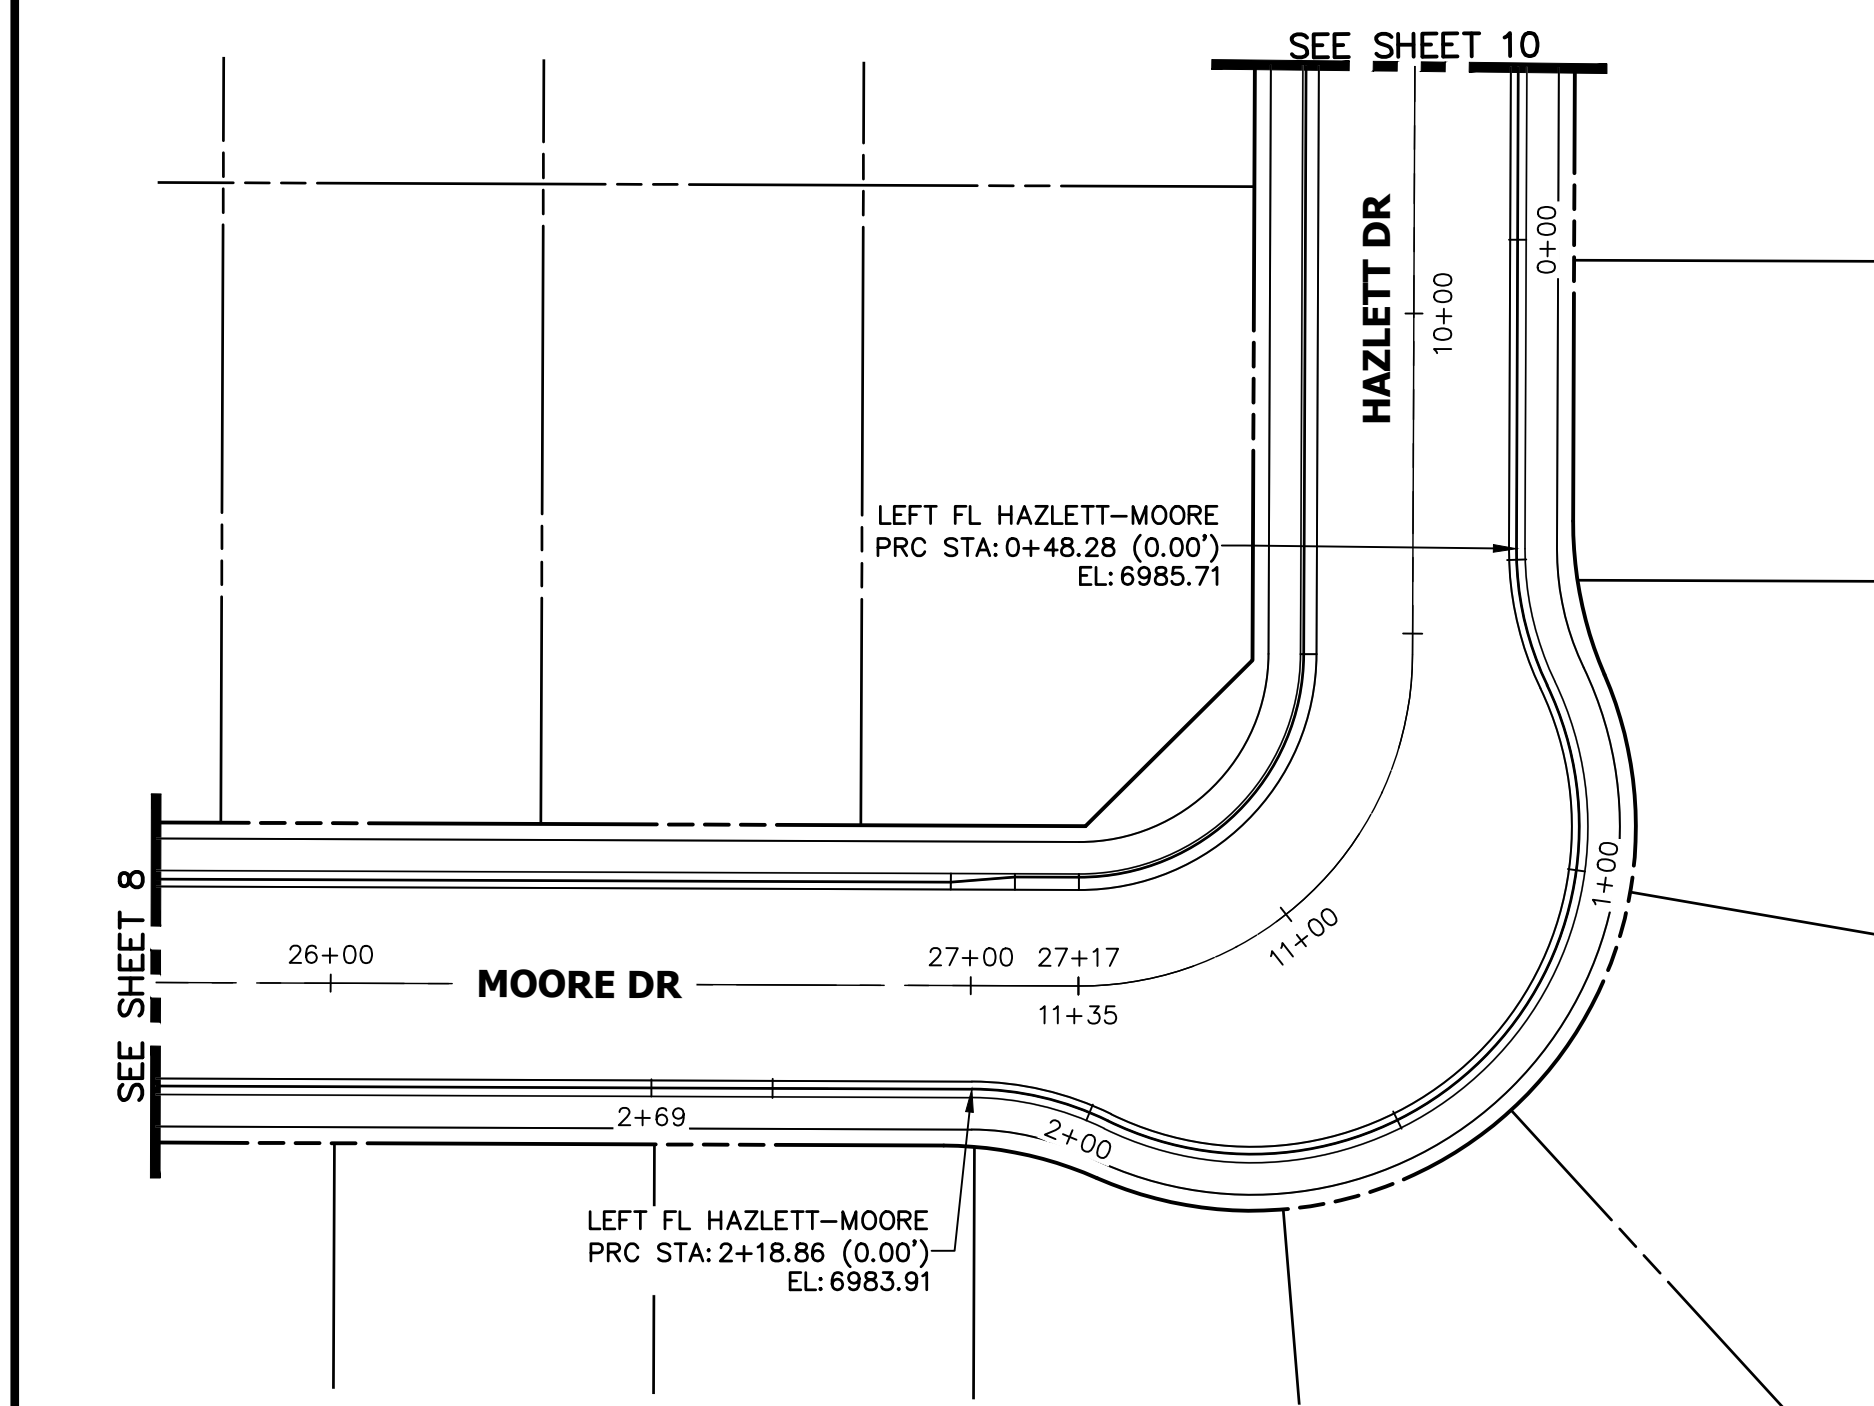 SEE SHEET 10
HAZLETT DR
0+00
10+00
LEFT FL HAZLETT-MOORE
PRC STA: 0+48.28 (0.00')
EL: 6985.71
SEE SHEET 8
26+00
MOORE DR
27+00
27+17
11+35
11+00
1+00
2+69
2+00
LEFT FL HAZLETT-MOORE
PRC STA: 2+18.86 (0.00')
EL: 6983.91